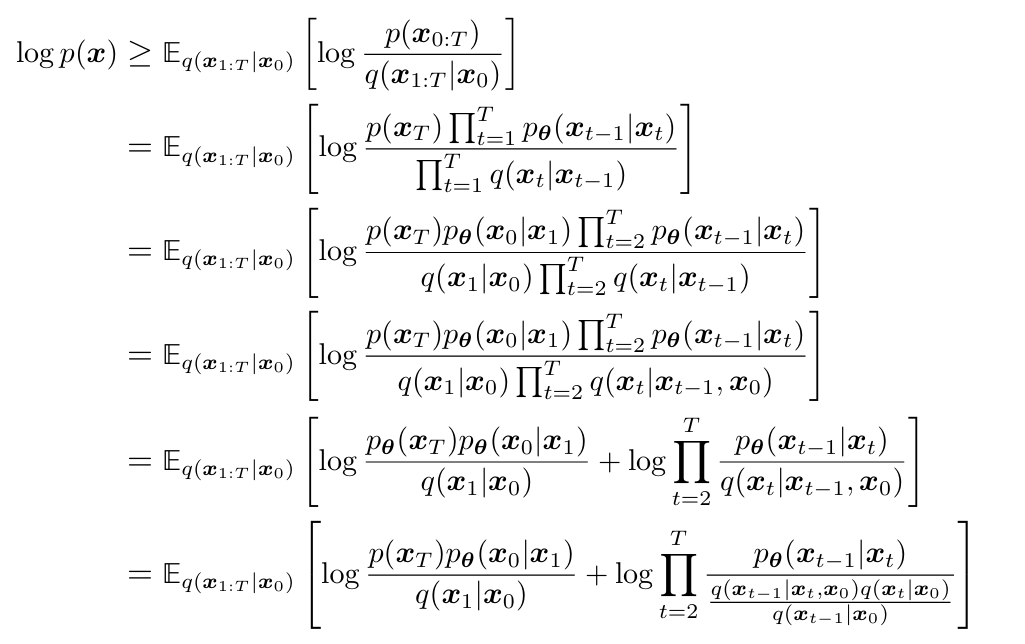 \log p(\boldsymbol{x}) \geq \mathbb{E}_{q(\boldsymbol{x}_{1:T}|\boldsymbol{x}_0)} \left[ \log \frac{p(\boldsymbol{x}_{0:T})}{q(\boldsymbol{x}_{1:T}|\boldsymbol{x}_0)} \right]
= \mathbb{E}_{q(\boldsymbol{x}_{1:T}|\boldsymbol{x}_0)} \left[ \log \frac{p(\boldsymbol{x}_T) \prod_{t=1}^{T} p_{\boldsymbol{\theta}}(\boldsymbol{x}_{t-1}|\boldsymbol{x}_t)}{\prod_{t=1}^{T} q(\boldsymbol{x}_t|\boldsymbol{x}_{t-1})} \right]
= \mathbb{E}_{q(\boldsymbol{x}_{1:T}|\boldsymbol{x}_0)} \left[ \log \frac{p(\boldsymbol{x}_T) p_{\boldsymbol{\theta}}(\boldsymbol{x}_0|\boldsymbol{x}_1) \prod_{t=2}^{T} p_{\boldsymbol{\theta}}(\boldsymbol{x}_{t-1}|\boldsymbol{x}_t)}{q(\boldsymbol{x}_1|\boldsymbol{x}_0) \prod_{t=2}^{T} q(\boldsymbol{x}_t|\boldsymbol{x}_{t-1})} \right]
= \mathbb{E}_{q(\boldsymbol{x}_{1:T}|\boldsymbol{x}_0)} \left[ \log \frac{p(\boldsymbol{x}_T) p_{\boldsymbol{\theta}}(\boldsymbol{x}_0|\boldsymbol{x}_1) \prod_{t=2}^{T} p_{\boldsymbol{\theta}}(\boldsymbol{x}_{t-1}|\boldsymbol{x}_t)}{q(\boldsymbol{x}_1|\boldsymbol{x}_0) \prod_{t=2}^{T} q(\boldsymbol{x}_t|\boldsymbol{x}_{t-1}, \boldsymbol{x}_0)} \right]
= \mathbb{E}_{q(\boldsymbol{x}_{1:T}|\boldsymbol{x}_0)} \left[ \log \frac{p_{\boldsymbol{\theta}}(\boldsymbol{x}_T) p_{\boldsymbol{\theta}}(\boldsymbol{x}_0|\boldsymbol{x}_1)}{q(\boldsymbol{x}_1|\boldsymbol{x}_0)} + \log \prod_{t=2}^{T} \frac{p_{\boldsymbol{\theta}}(\boldsymbol{x}_{t-1}|\boldsymbol{x}_t)}{q(\boldsymbol{x}_t|\boldsymbol{x}_{t-1}, \boldsymbol{x}_0)} \right]
= \mathbb{E}_{q(\boldsymbol{x}_{1:T}|\boldsymbol{x}_0)} \left[ \log \frac{p(\boldsymbol{x}_T) p_{\boldsymbol{\theta}}(\boldsymbol{x}_0|\boldsymbol{x}_1)}{q(\boldsymbol{x}_1|\boldsymbol{x}_0)} + \log \prod_{t=2}^{T} \frac{p_{\boldsymbol{\theta}}(\boldsymbol{x}_{t-1}|\boldsymbol{x}_t)}{\frac{q(\boldsymbol{x}_{t-1}|\boldsymbol{x}_t, \boldsymbol{x}_0) q(\boldsymbol{x}_t|\boldsymbol{x}_0)}{q(\boldsymbol{x}_{t-1}|\boldsymbol{x}_0)}} \right]